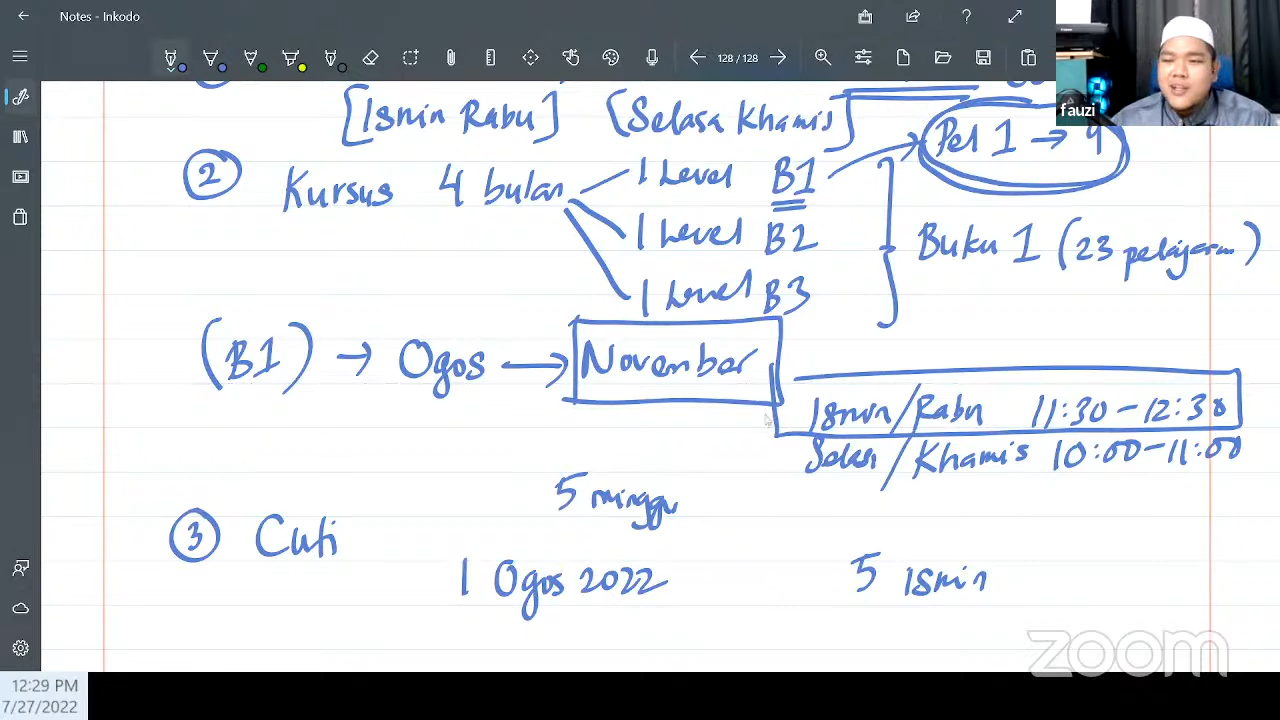 Notes - Inkodo
128 / 128
fauzi
[Isnin Rabu] [Selasa Khamis]
Pel 1 → 9
2 Kursus 4 bulan
1 Level B1
1 Level B2
1 Level B3
Buku 1 (23 pelajaran)
(B1) → Ogos → November
Isnin/Rabu 11:30-12:30
Selasa/Khamis 10:00-11:00
5 minggu
3 Cuti
1 Ogos 2022
5 Isnin
zoom
12:29 PM
7/27/2022